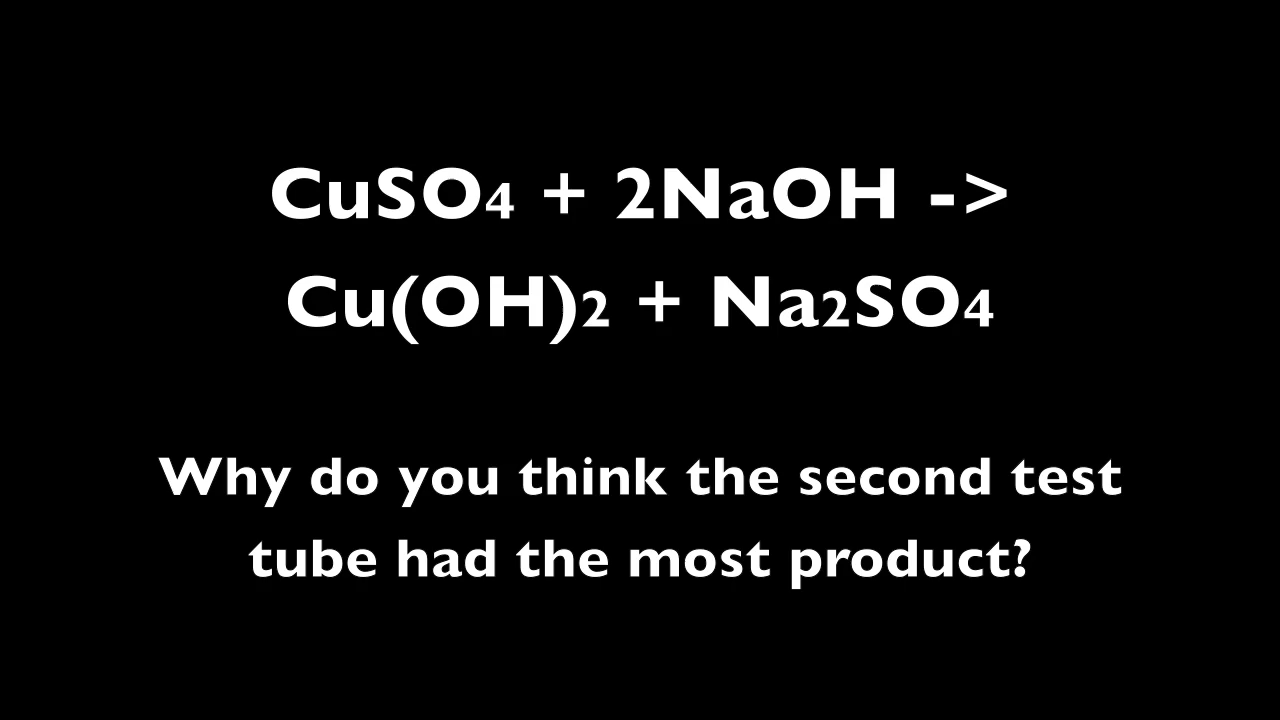 CuSO4 + 2NaOH ->
Cu(OH)2 + Na2SO4
Why do you think the second test
tube had the most product?